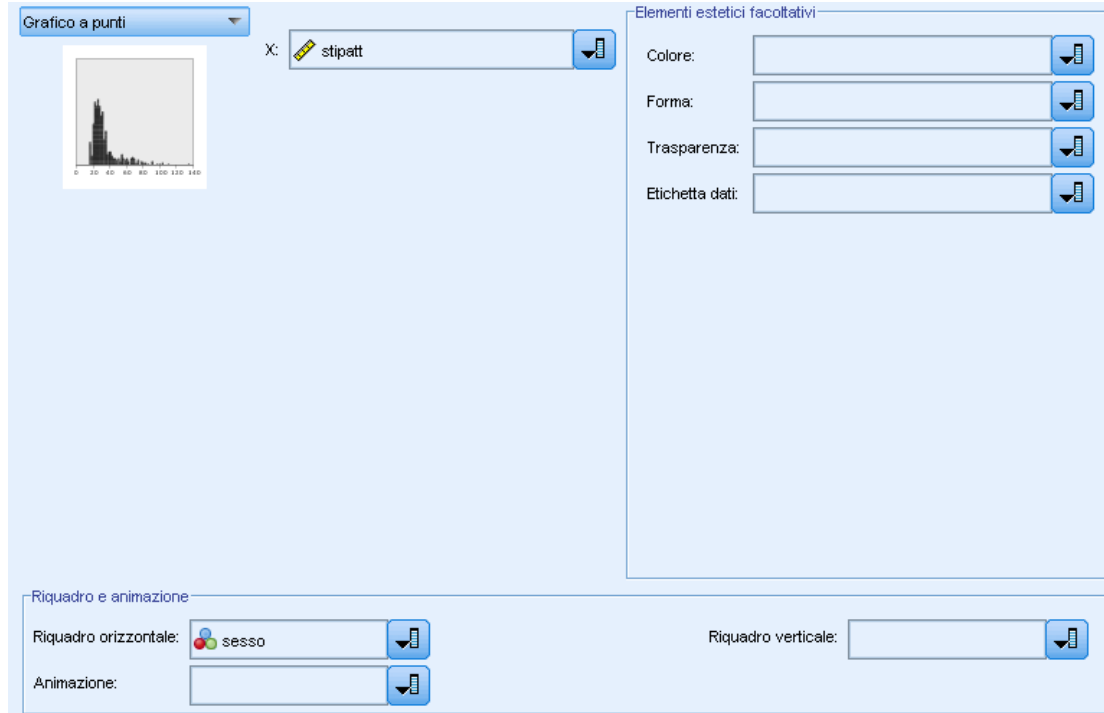 Grafico a punti
X: stipatt
0 20 40 60 80 100 120 140
Elementi estetici facoltativi
Colore:
Forma:
Trasparenza:
Etichetta dati:
Riquadro e animazione
Riquadro orizzontale: sesso
Riquadro verticale:
Animazione: